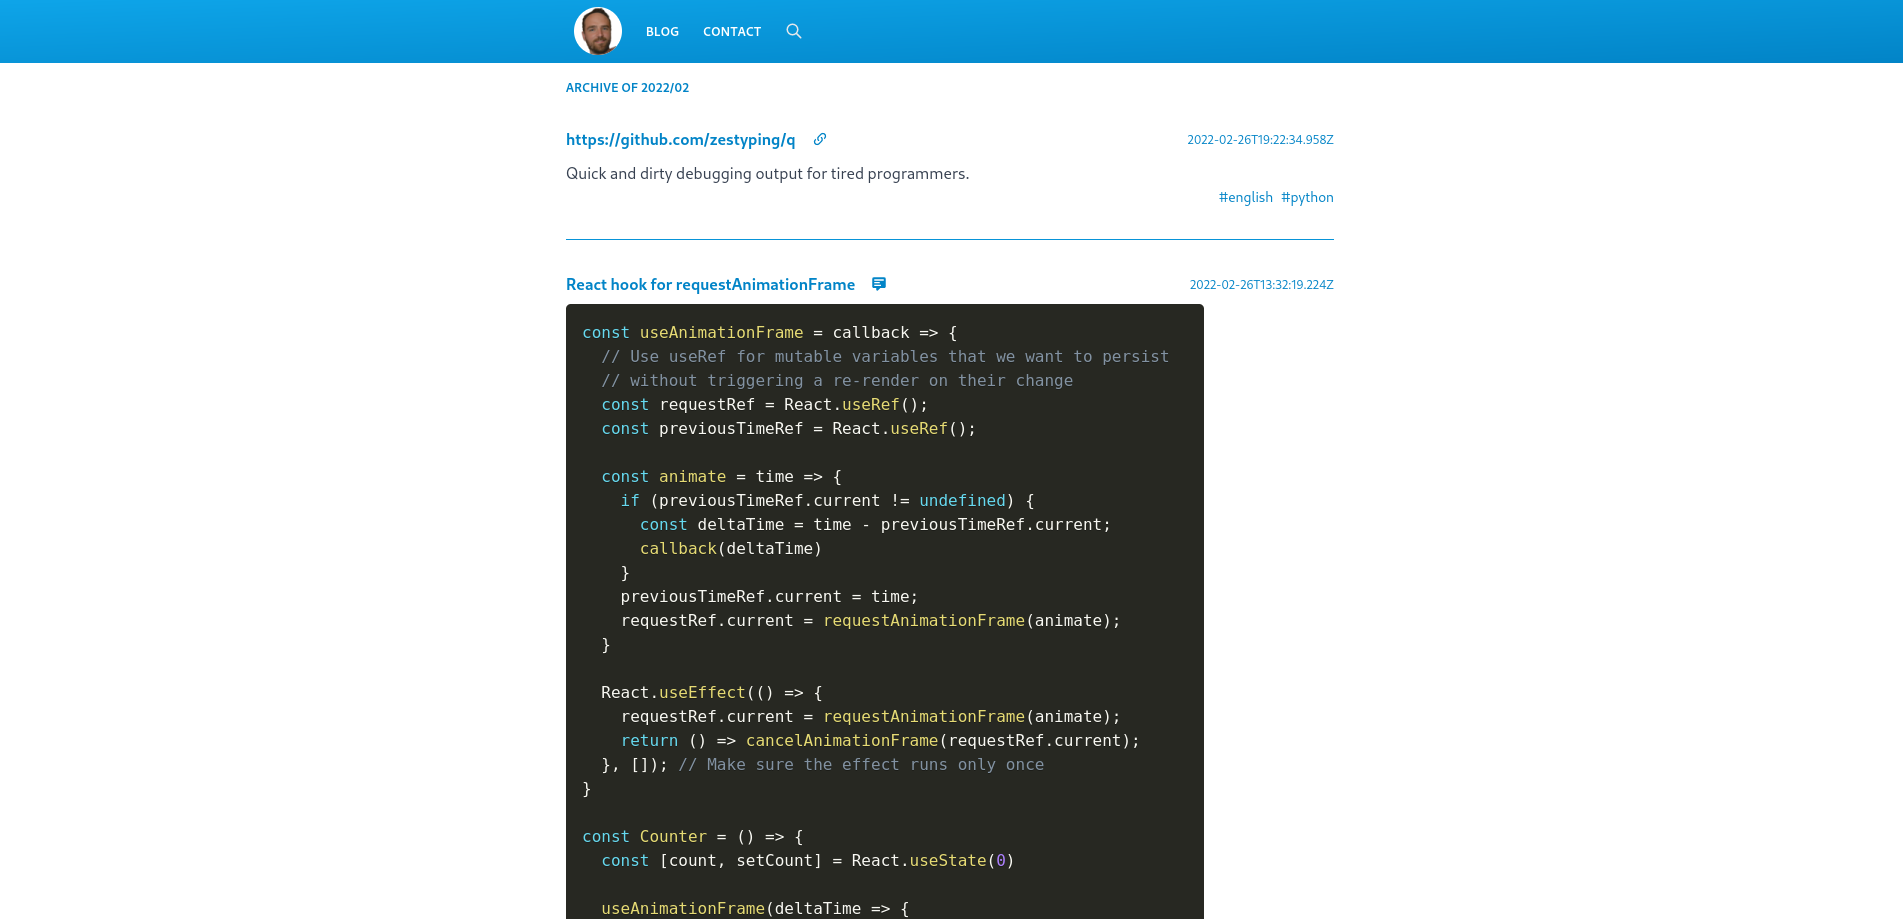 BLOG CONTACT
ARCHIVE OF 2022/02
https://github.com/zestyping/q 2022-02-26T19:22:34.958Z
Quick and dirty debugging output for tired programmers.
#english #python
React hook for requestAnimationFrame 2022-02-26T13:32:19.224Z
const useAnimationFrame = callback => {
  // Use useRef for mutable variables that we want to persist
  // without triggering a re-render on their change
  const requestRef = React.useRef();
  const previousTimeRef = React.useRef();

  const animate = time => {
    if (previousTimeRef.current != undefined) {
      const deltaTime = time - previousTimeRef.current;
      callback(deltaTime)
    }
    previousTimeRef.current = time;
    requestRef.current = requestAnimationFrame(animate);
  }

  React.useEffect(() => {
    requestRef.current = requestAnimationFrame(animate);
    return () => cancelAnimationFrame(requestRef.current);
  }, []); // Make sure the effect runs only once
}

const Counter = () => {
  const [count, setCount] = React.useState(0)

  useAnimationFrame(deltaTime => {